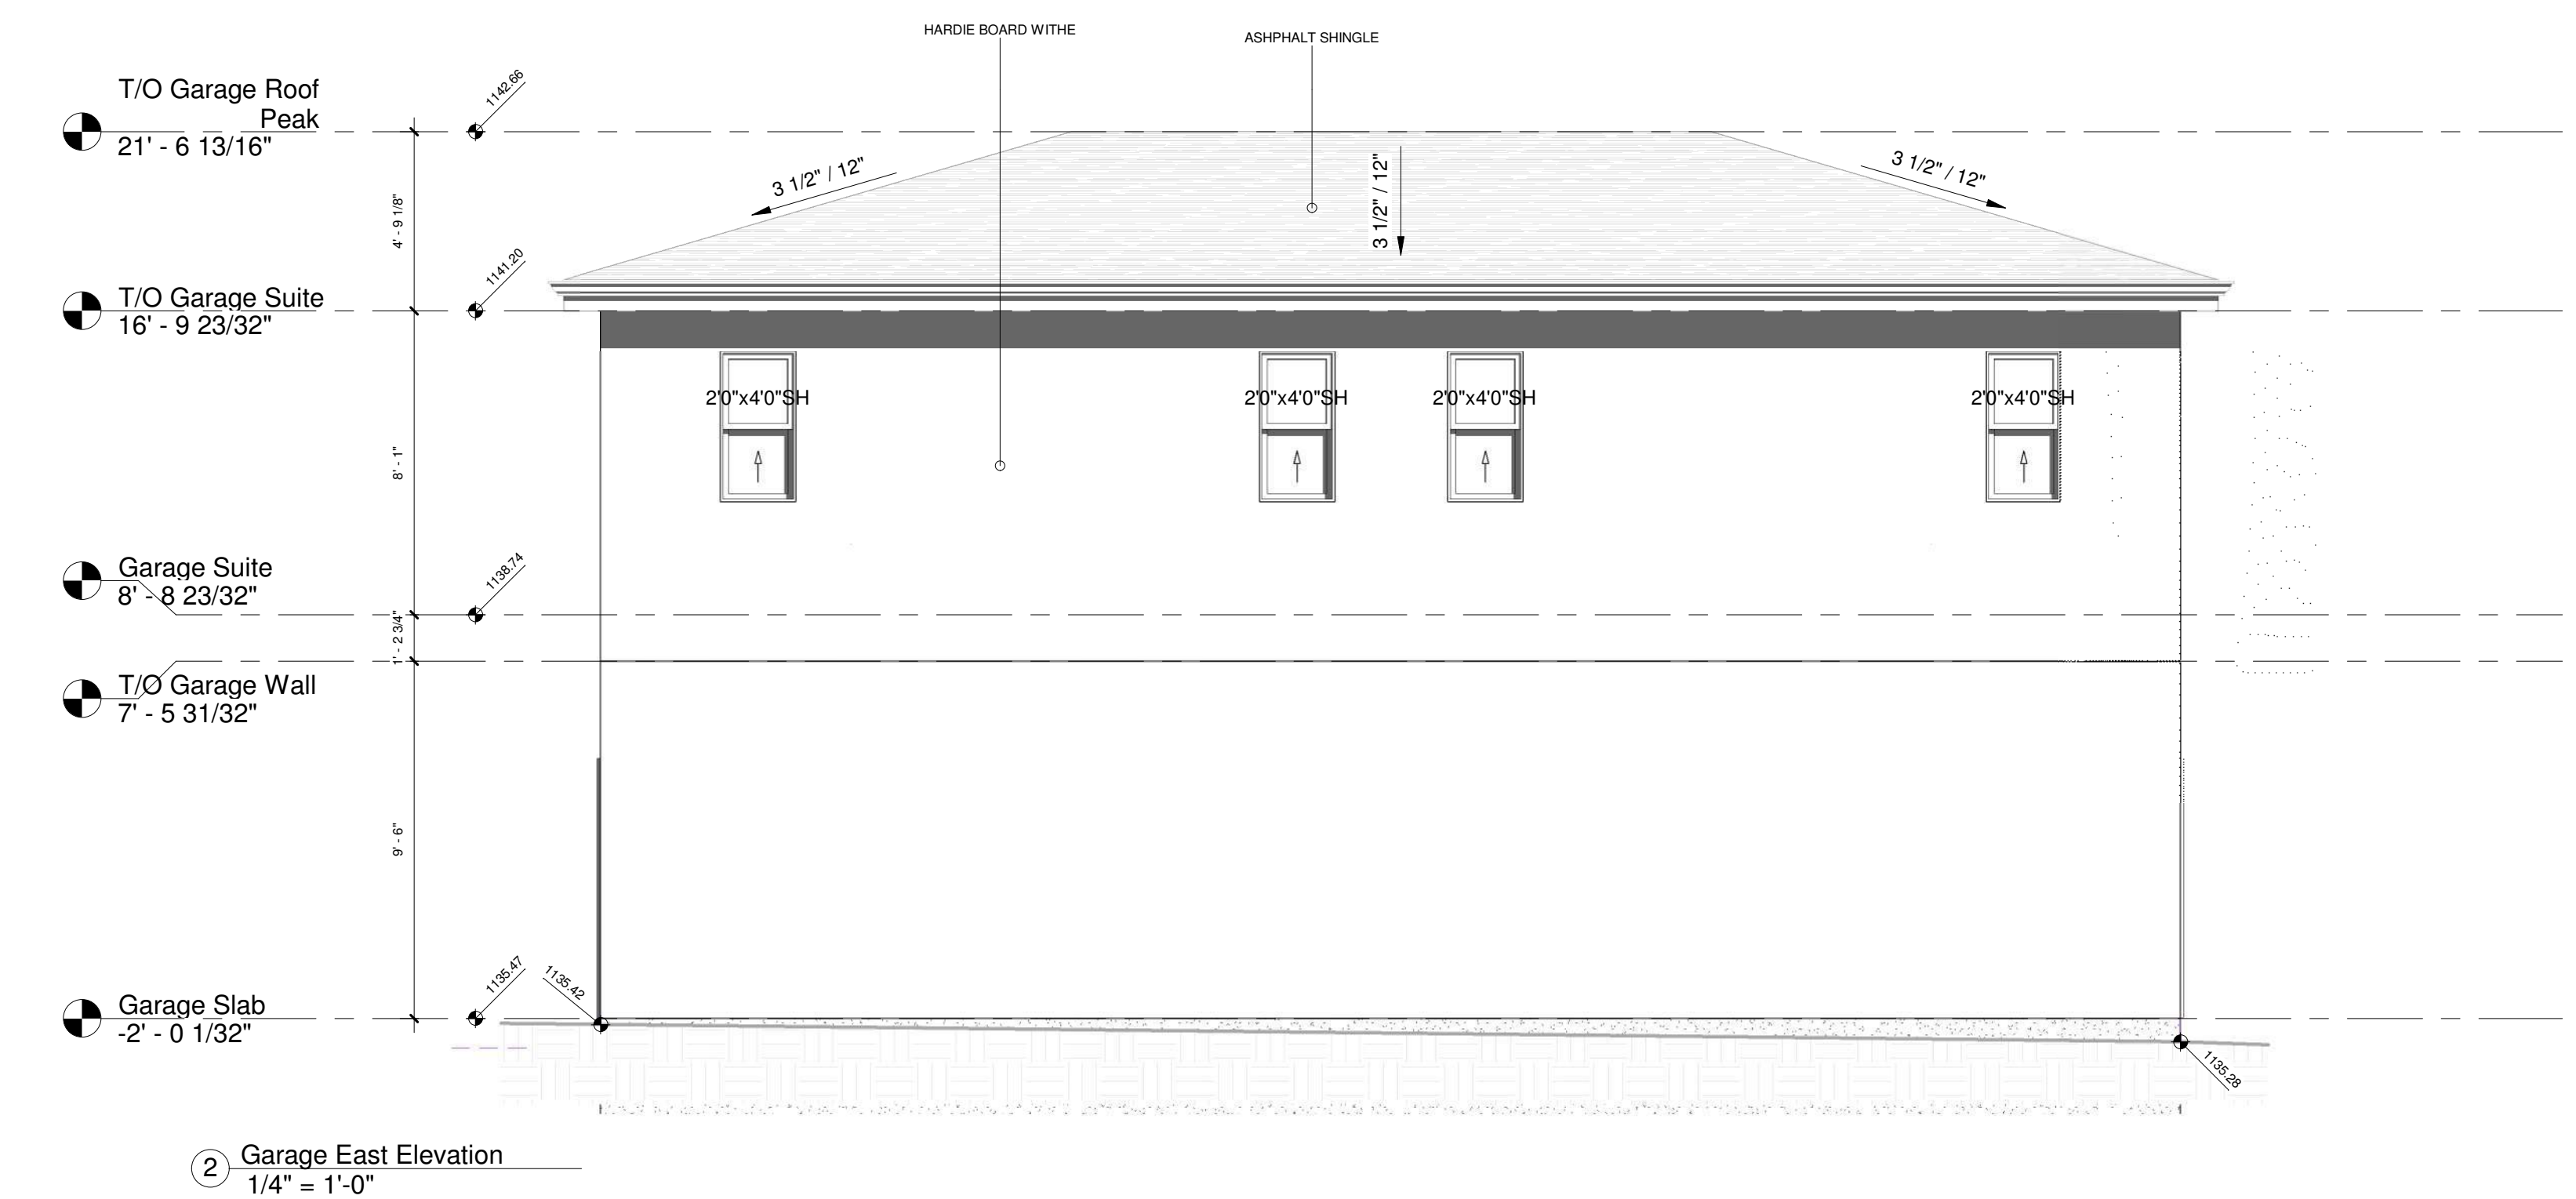 HARDIE BOARD WITHE
ASHPHALT SHINGLE
T/O Garage Roof
Peak
21' - 6 13/16"
1142.66
3 1/2" / 12"
3 1/2" / 12"
3 1/2" / 12"
4' - 9 1/8"
T/O Garage Suite
16' - 9 23/32"
1141.20
2'0"x4'0"SH
2'0"x4'0"SH
2'0"x4'0"SH
2'0"x4'0"SH
8' - 1"
Garage Suite
8' - 8 23/32"
1138.74
1' - 2 3/4"
T/O Garage Wall
7' - 5 31/32"
9' - 6"
Garage Slab
-2' - 0 1/32"
1135.47
1135.42
1135.28
2
Garage East Elevation
1/4" = 1'-0"